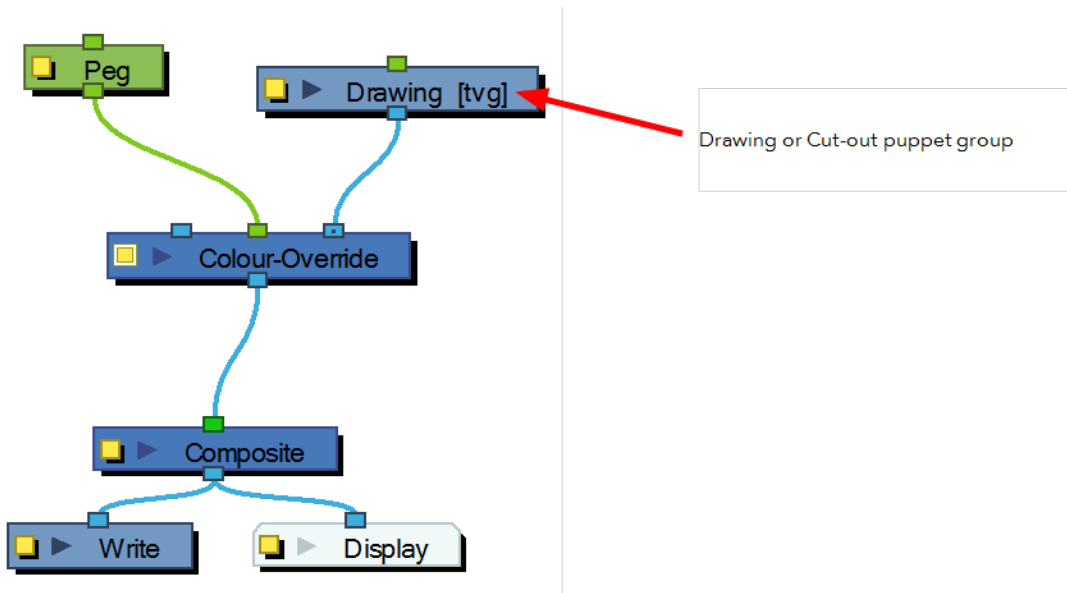 Peg
Drawing [tvg]
Drawing or Cut-out puppet group
Colour-Override
Composite
Write
Display